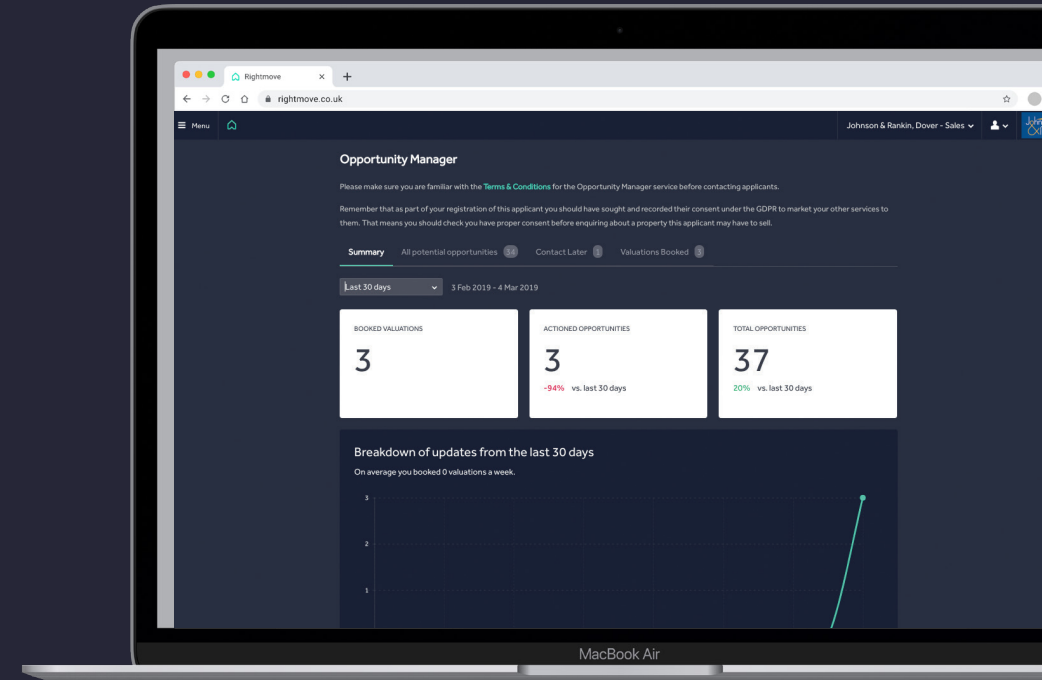 Rightmove
rightmove.co.uk
Menu
Johnson & Rankin, Dover - Sales
Opportunity Manager
Please make sure you are familiar with the Terms & Conditions for the Opportunity Manager service before contacting applicants.
Remember that as part of your registration of this applicant you should have sought and recorded their consent under the GDPR to market your other services to
them. That means you should check you have proper consent before enquiring about a property this applicant may have to sell.
Summary All potential opportunities 34 Contact Later 1 Valuations Booked 3
Last 30 days 3 Feb 2019 - 4 Mar 2019
BOOKED VALUATIONS ACTIONED OPPORTUNITIES TOTAL OPPORTUNITIES
3 3 37
-94% vs. last 30 days 20% vs. last 30 days
Breakdown of updates from the last 30 days
On average you booked 0 valuations a week.
3
2
1
MacBook Air